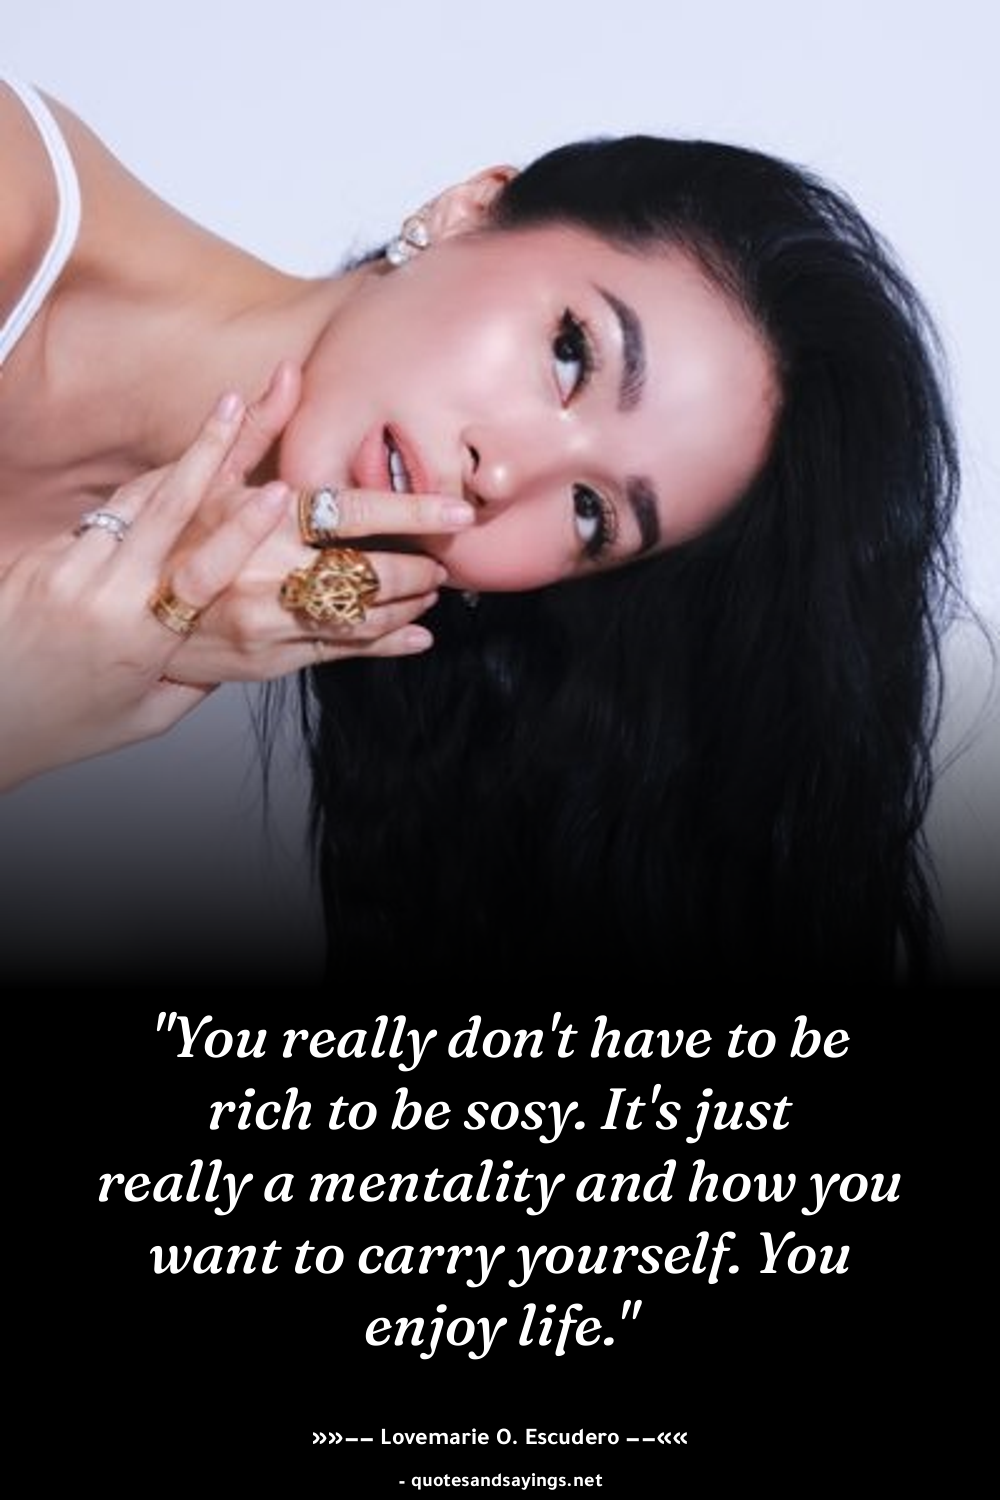 "You really don't have to be
rich to be sosy. It's just
really a mentality and how you
want to carry yourself. You
enjoy life."
»»–– Lovemarie O. Escudero ––««
- quotesandsayings.net